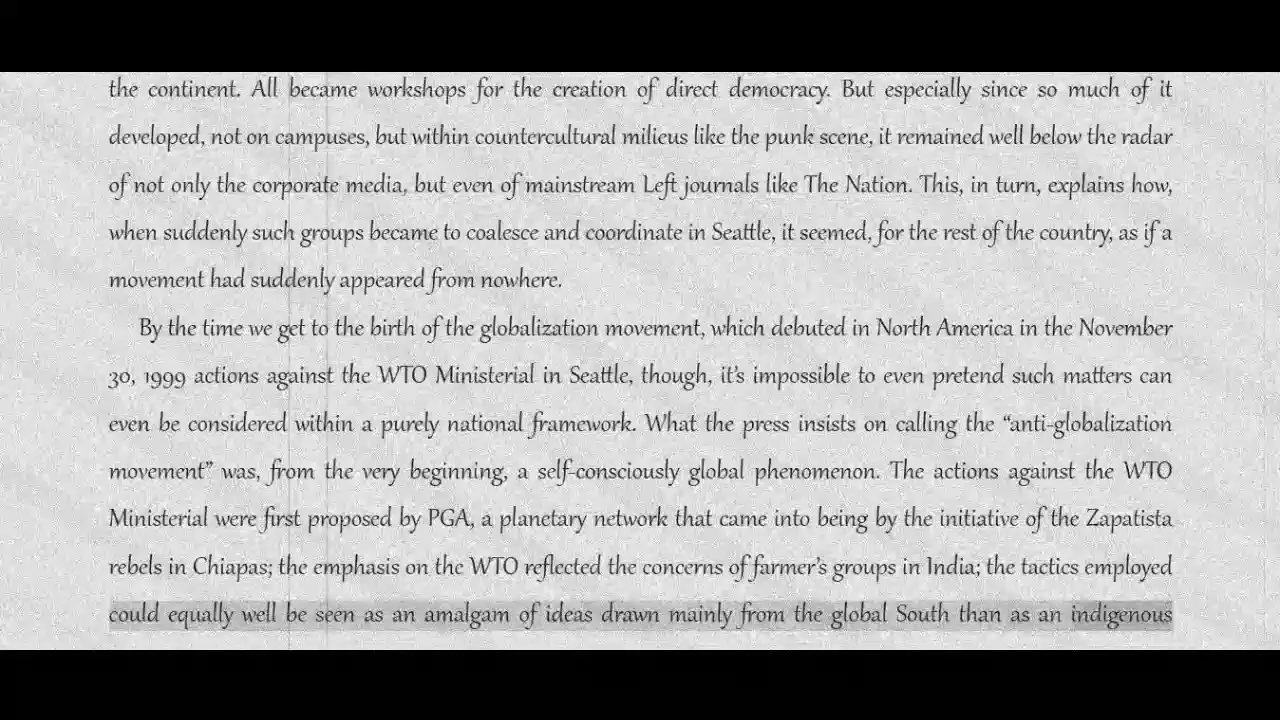 the continent. All became workshops for the creation of direct democracy. But especially since so much of it
developed, not on campuses, but within countercultural milieus like the punk scene, it remained well below the radar
of not only the corporate media, but even of mainstream Left journals like The Nation. This, in turn, explains how,
when suddenly such groups became to coalesce and coordinate in Seattle, it seemed, for the rest of the country, as if a
movement had suddenly appeared from nowhere.
By the time we get to the birth of the globalization movement, which debuted in North America in the November
30, 1999 actions against the WTO Ministerial in Seattle, though, it’s impossible to even pretend such matters can
even be considered within a purely national framework. What the press insists on calling the “anti-globalization
movement” was, from the very beginning, a self-consciously global phenomenon. The actions against the WTO
Ministerial were first proposed by PGA, a planetary network that came into being by the initiative of the Zapatista
rebels in Chiapas; the emphasis on the WTO reflected the concerns of farmer’s groups in India; the tactics employed
could equally well be seen as an amalgam of ideas drawn mainly from the global South than as an indigenous